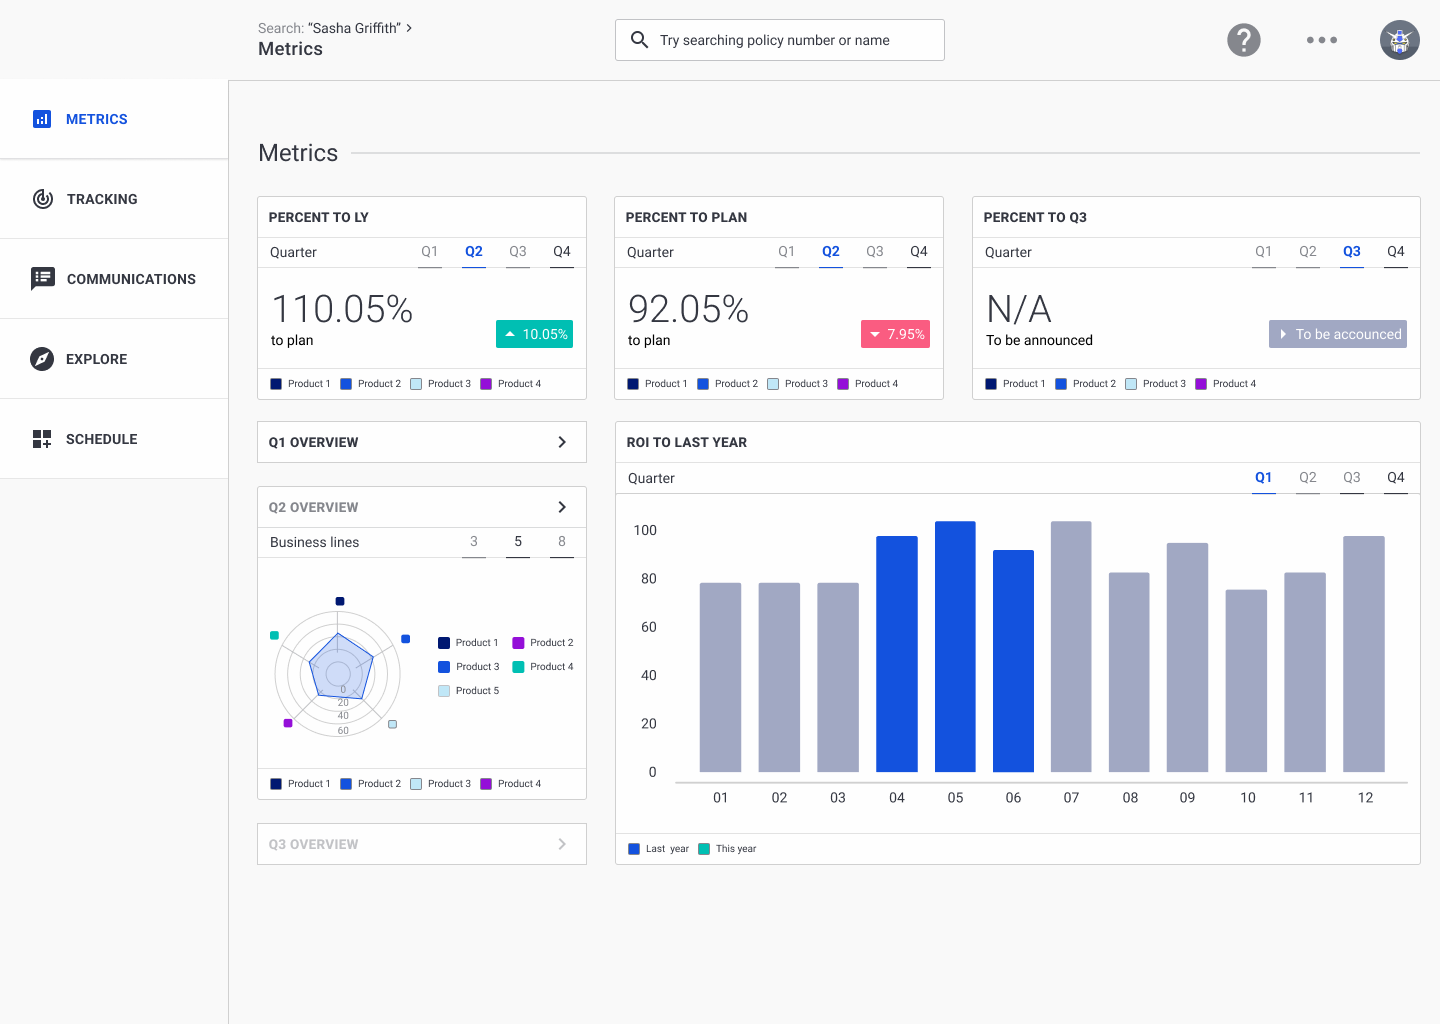 Search: “Sasha Griffith”
Metrics
Try searching policy number or name
METRICS
TRACKING
COMMUNICATIONS
EXPLORE
SCHEDULE
Metrics
PERCENT TO LY
Quarter Q1 Q2 Q3 Q4
110.05%
to plan
10.05%
Product 1 Product 2 Product 3 Product 4
PERCENT TO PLAN
Quarter Q1 Q2 Q3 Q4
92.05%
to plan
7.95%
Product 1 Product 2 Product 3 Product 4
PERCENT TO Q3
Quarter Q1 Q2 Q3 Q4
N/A
To be announced
To be accounced
Product 1 Product 2 Product 3 Product 4
Q1 OVERVIEW
Q2 OVERVIEW
Business lines 3 5 8
0
20
40
60
Product 1 Product 2
Product 3 Product 4
Product 5
Product 1 Product 2 Product 3 Product 4
Q3 OVERVIEW
ROI TO LAST YEAR
Quarter Q1 Q2 Q3 Q4
100
80
60
40
20
0
01 02 03 04 05 06 07 08 09 10 11 12
Last year This year